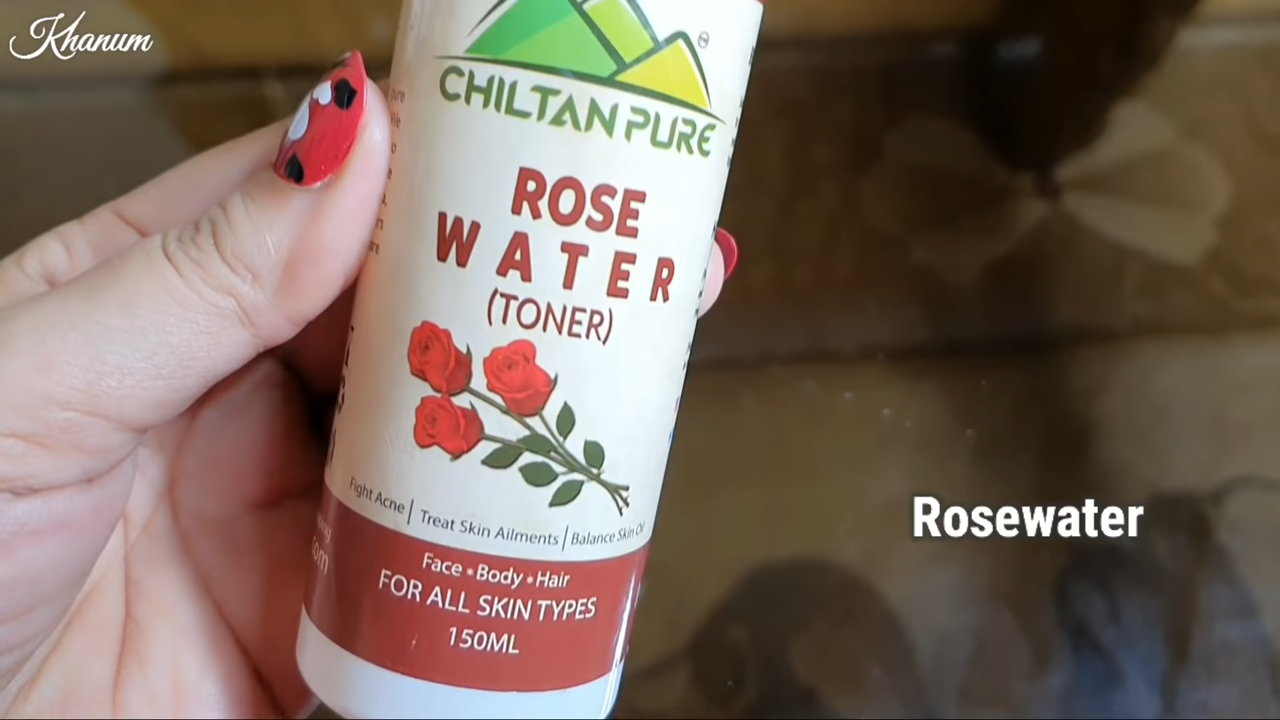 Khanum
CHILTAN PURE
TM
ROSE
WATER
(TONER)
Fight Acne | Treat Skin Ailments | Balance Skin Oil
Face • Body • Hair
FOR ALL SKIN TYPES
150ML
Rosewater